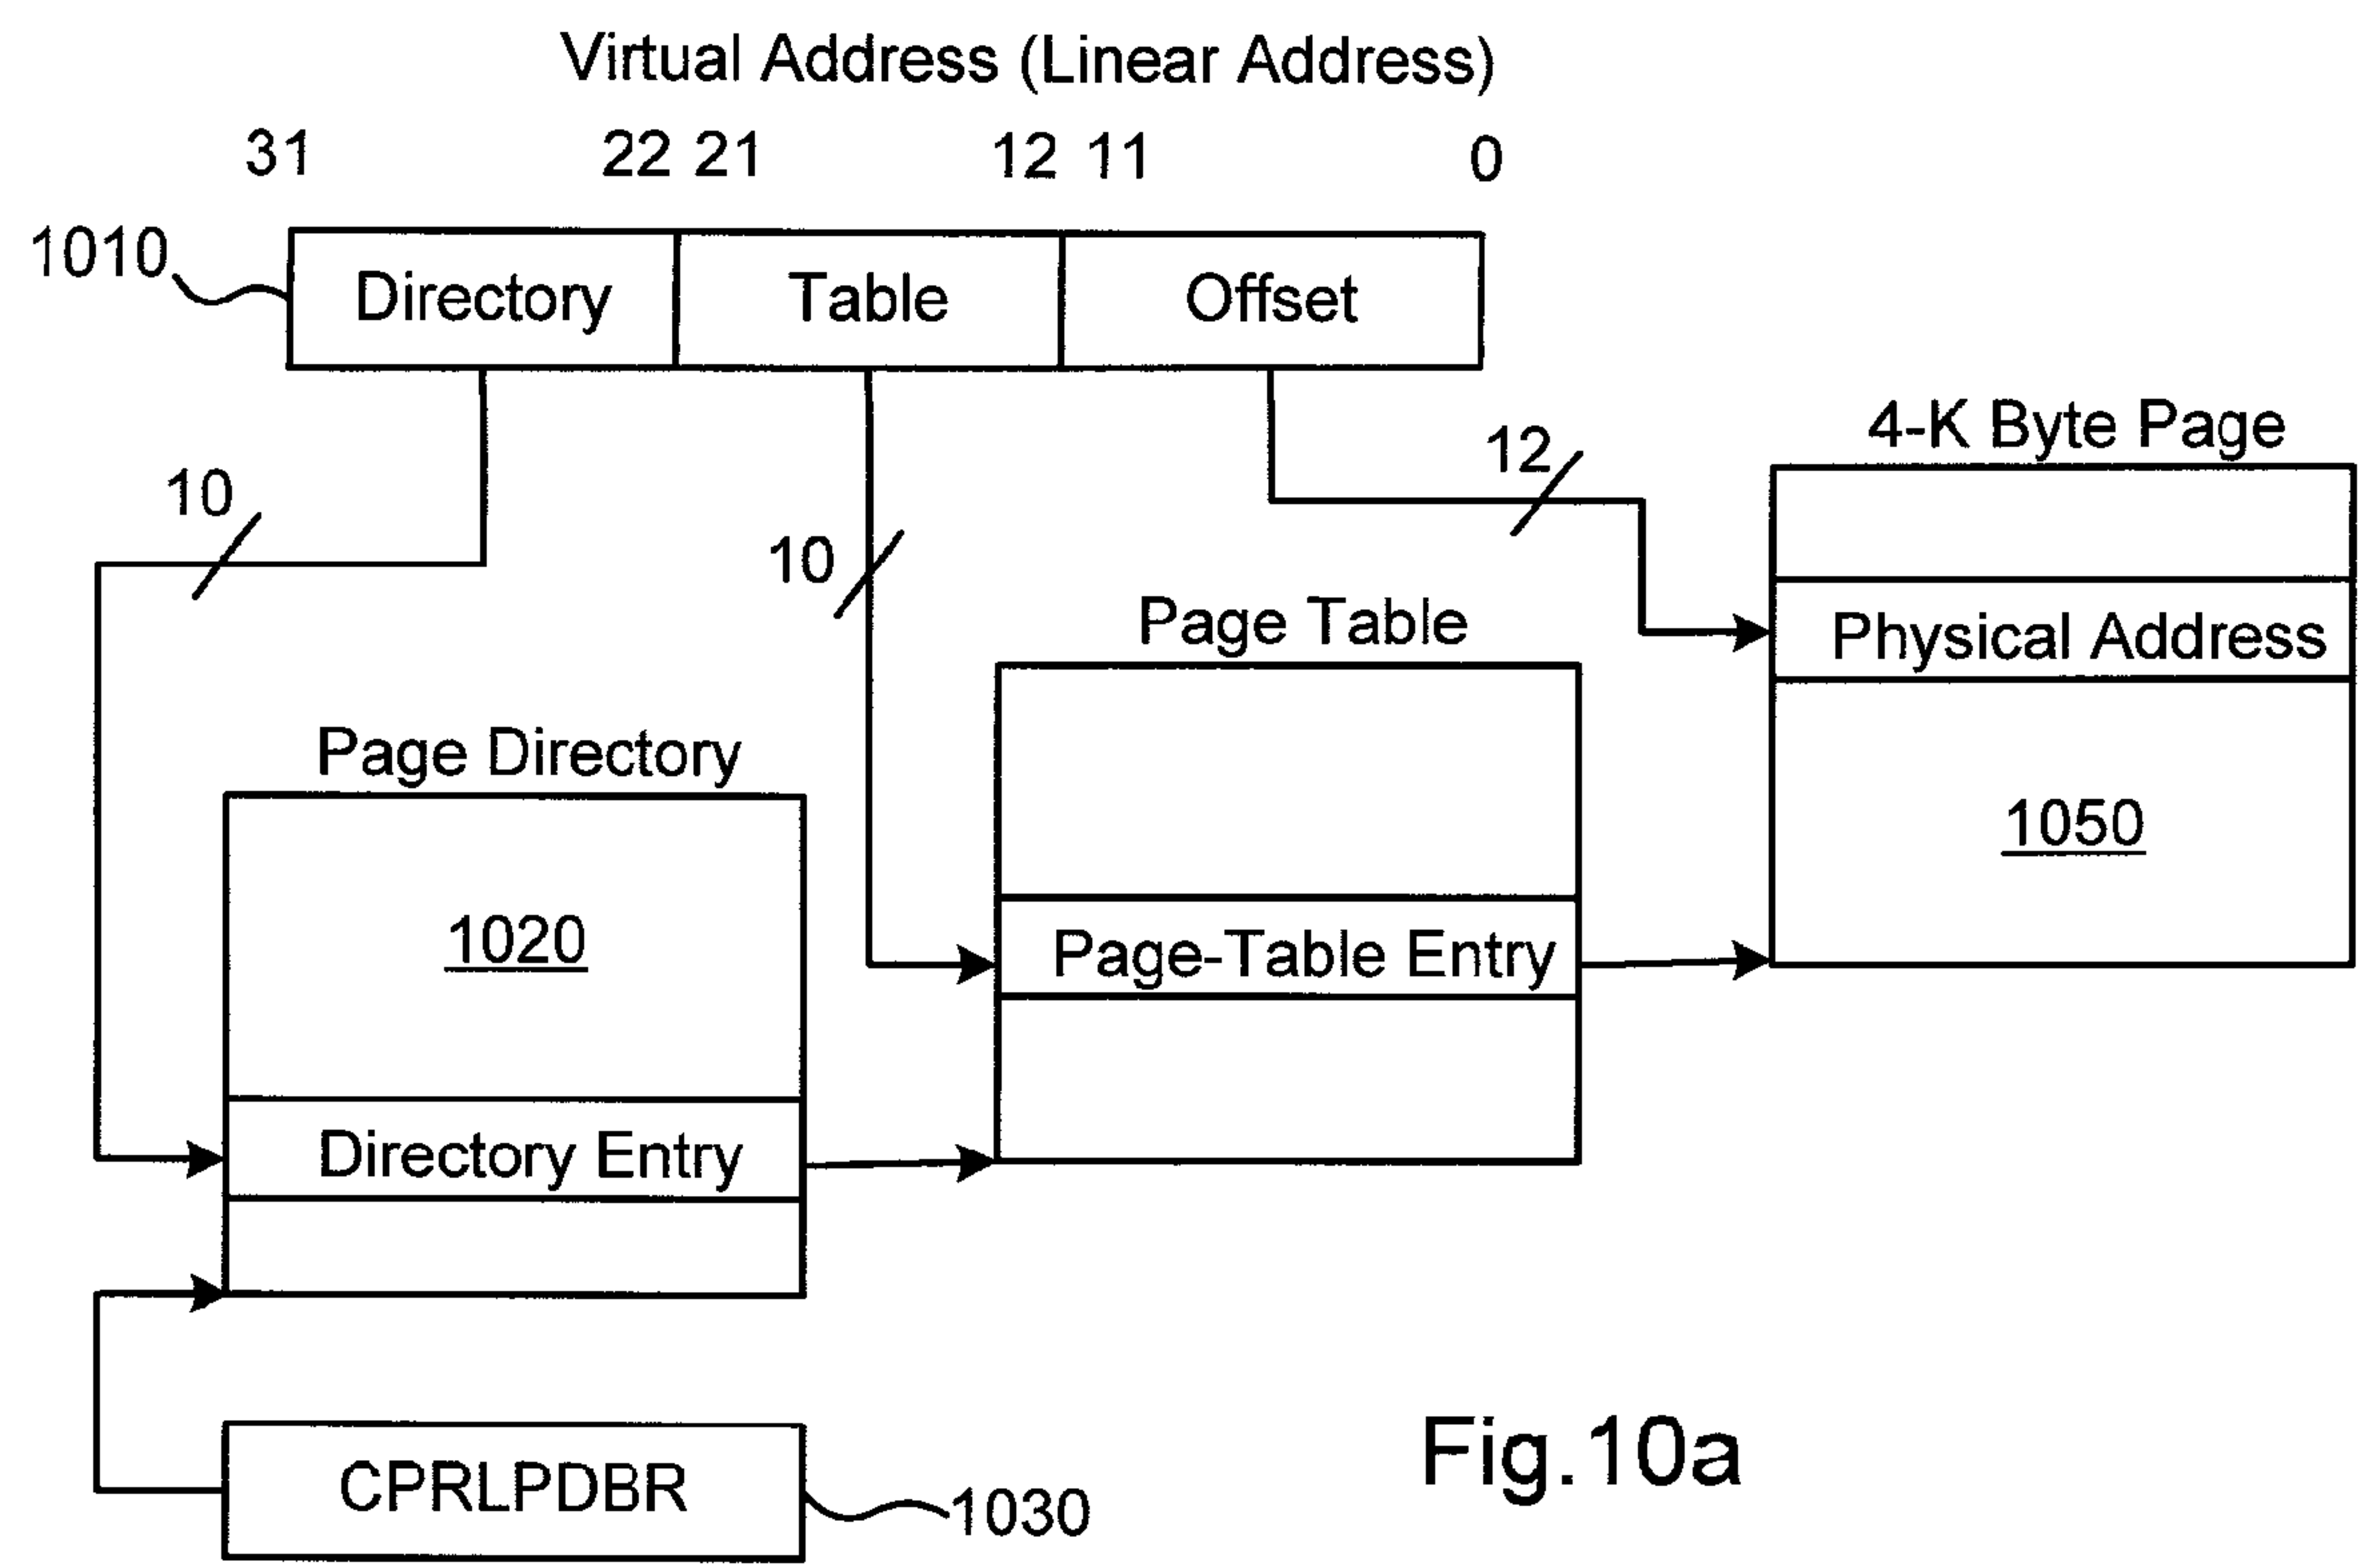 Virtual Address (Linear Address)
31 22 21 12 11 0
1010
Directory Table Offset
4-K Byte Page
12
10
10
Physical Address
Page Table
Page Directory
1050
1020
Page-Table Entry
Directory Entry
Fig.10a
CPRLPDBR
1030